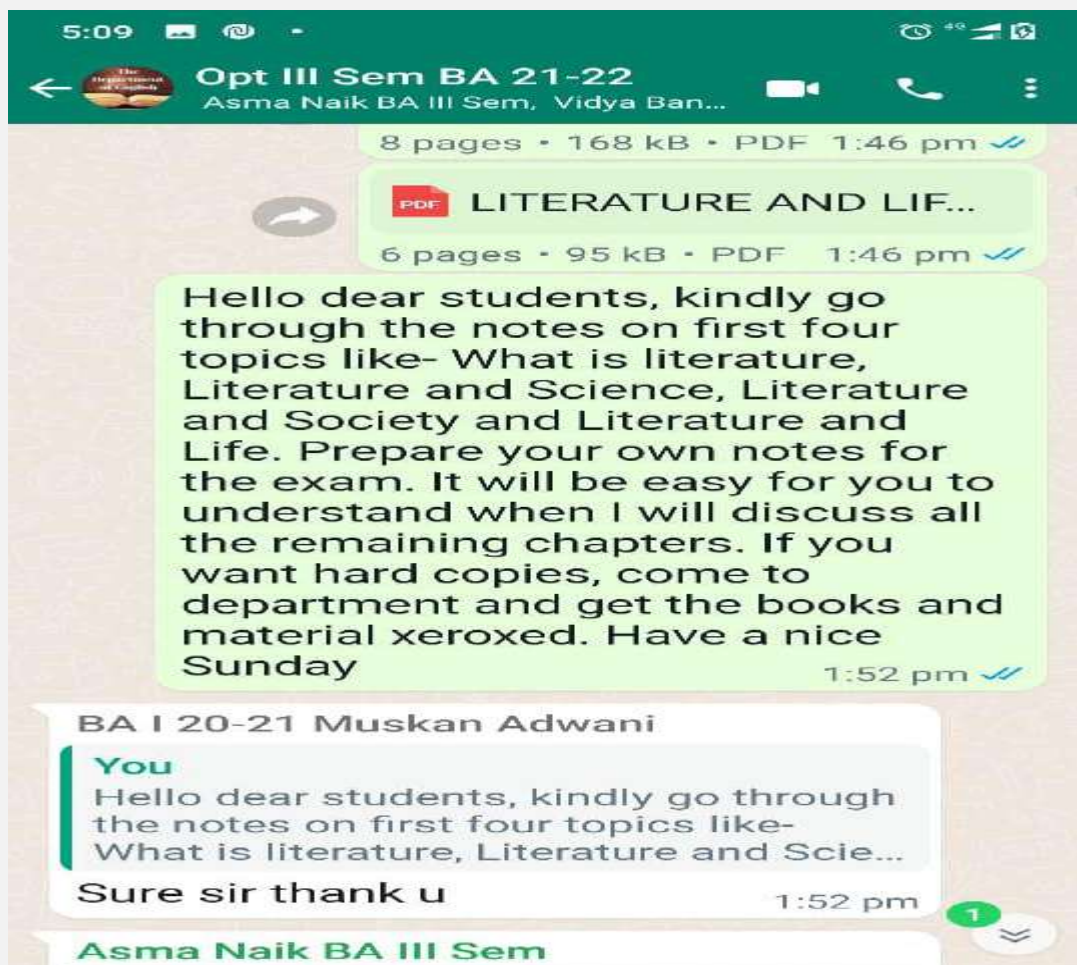 5:09
4G
The
Department
of English
Opt III Sem BA 21-22
Asma Naik BA III Sem, Vidya Ban...
8 pages • 168 kB • PDF 1:46 pm
PDF LITERATURE AND LIF...
6 pages • 95 kB • PDF 1:46 pm
Hello dear students, kindly go
through the notes on first four
topics like- What is literature,
Literature and Science, Literature
and Society and Literature and
Life. Prepare your own notes for
the exam. It will be easy for you to
understand when I will discuss all
the remaining chapters. If you
want hard copies, come to
department and get the books and
material xeroxed. Have a nice
Sunday 1:52 pm
BA I 20-21 Muskan Adwani
You
Hello dear students, kindly go through
the notes on first four topics like-
What is literature, Literature and Scie...
Sure sir thank u 1:52 pm
1
Asma Naik BA III Sem